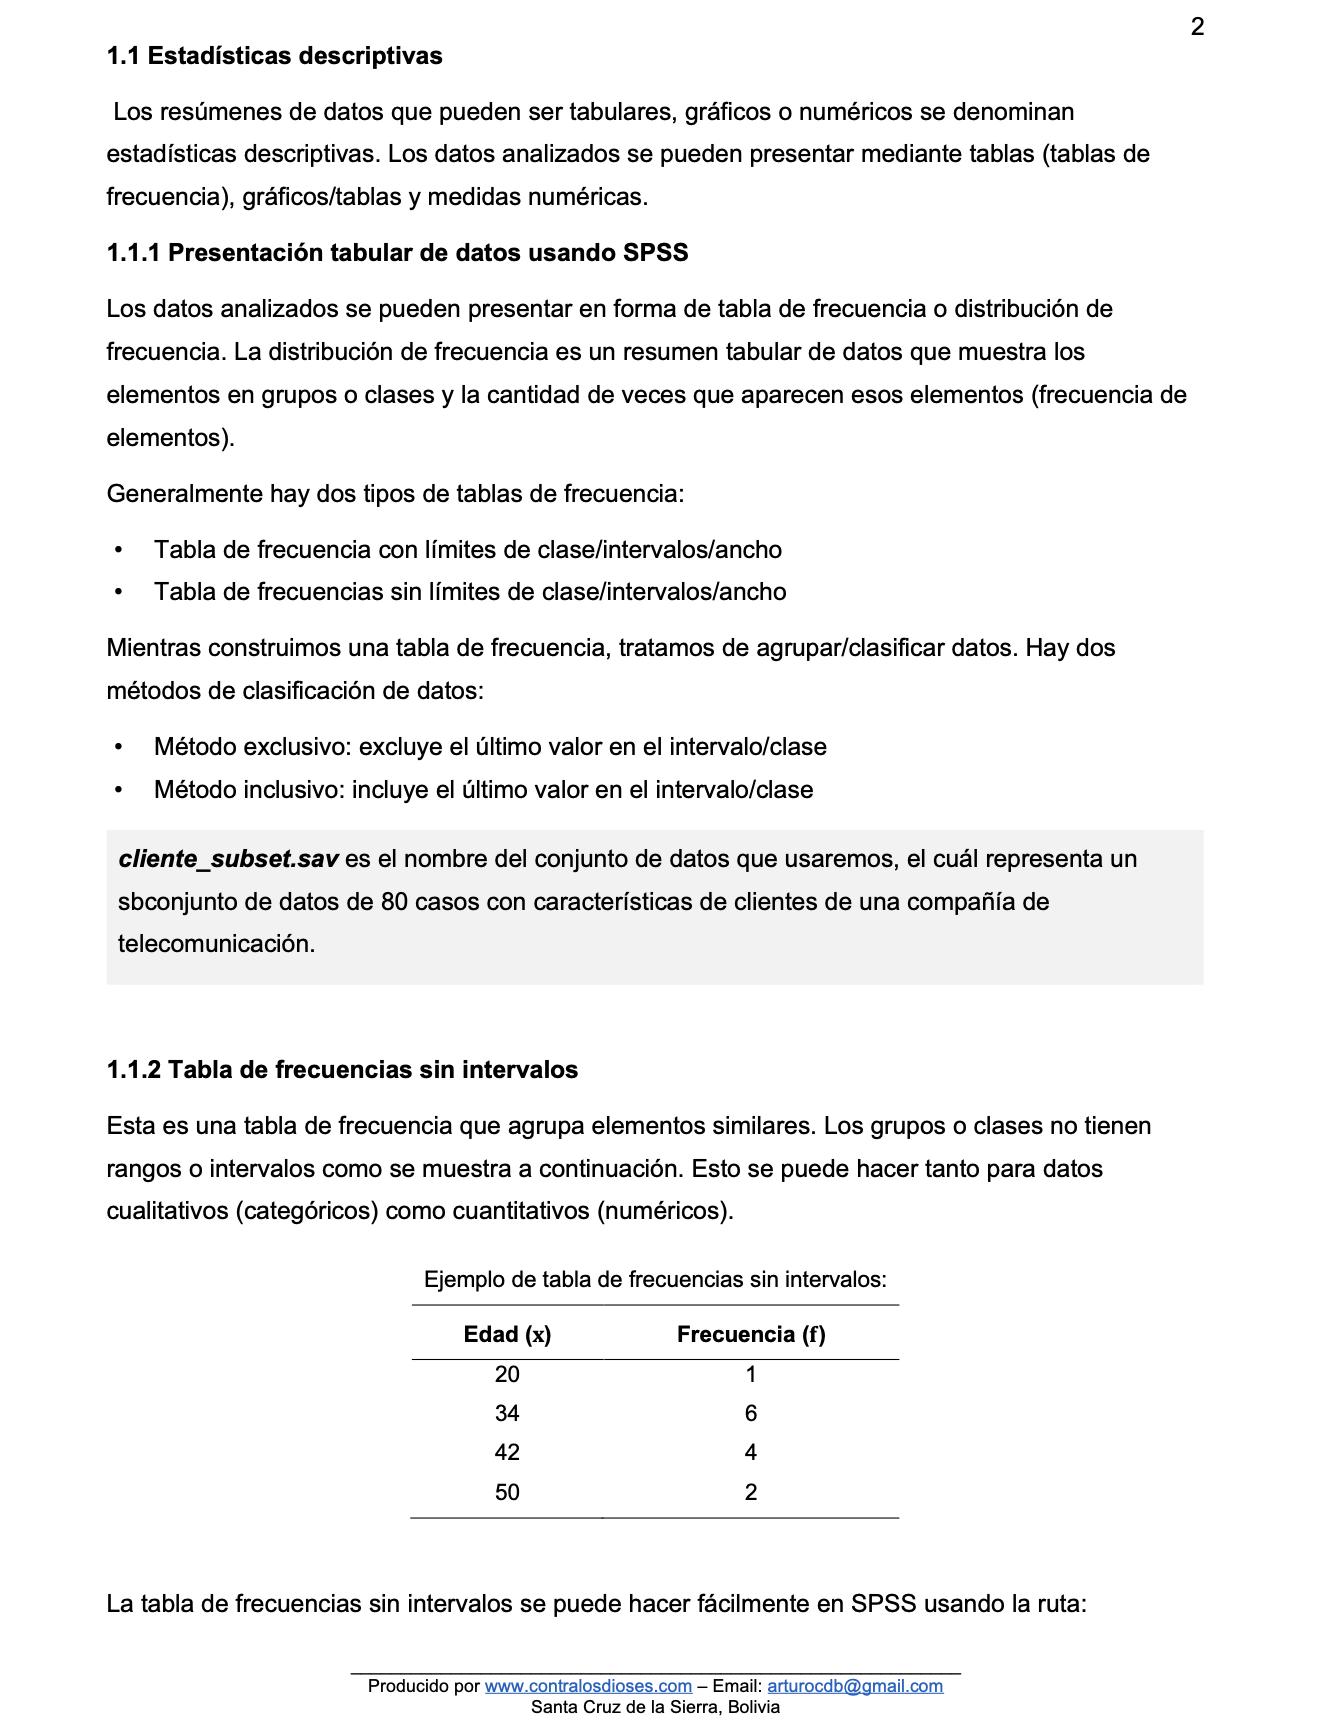 2
1.1 Estadísticas descriptivas
Los resúmenes de datos que pueden ser tabulares, gráficos o numéricos se denominan
estadísticas descriptivas. Los datos analizados se pueden presentar mediante tablas (tablas de
frecuencia), gráficos/tablas y medidas numéricas.
1.1.1 Presentación tabular de datos usando SPSS
Los datos analizados se pueden presentar en forma de tabla de frecuencia o distribución de
frecuencia. La distribución de frecuencia es un resumen tabular de datos que muestra los
elementos en grupos o clases y la cantidad de veces que aparecen esos elementos (frecuencia de
elementos).
Generalmente hay dos tipos de tablas de frecuencia:
• Tabla de frecuencia con límites de clase/intervalos/ancho
• Tabla de frecuencias sin límites de clase/intervalos/ancho
Mientras construimos una tabla de frecuencia, tratamos de agrupar/clasificar datos. Hay dos
métodos de clasificación de datos:
• Método exclusivo: excluye el último valor en el intervalo/clase
• Método inclusivo: incluye el último valor en el intervalo/clase
cliente_subset.sav es el nombre del conjunto de datos que usaremos, el cuál representa un
sbconjunto de datos de 80 casos con características de clientes de una compañía de
telecomunicación.
1.1.2 Tabla de frecuencias sin intervalos
Esta es una tabla de frecuencia que agrupa elementos similares. Los grupos o clases no tienen
rangos o intervalos como se muestra a continuación. Esto se puede hacer tanto para datos
cualitativos (categóricos) como cuantitativos (numéricos).
Ejemplo de tabla de frecuencias sin intervalos:
Edad (x) Frecuencia (f)
20 1
34 6
42 4
50 2
La tabla de frecuencias sin intervalos se puede hacer fácilmente en SPSS usando la ruta:
Producido por www.contralosdioses.com – Email: arturocdb@gmail.com
Santa Cruz de la Sierra, Bolivia